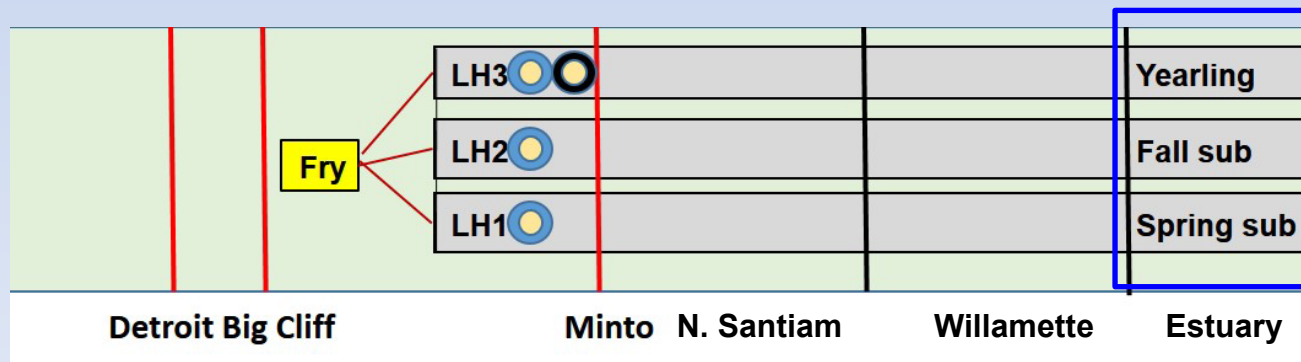 LH3
Yearling
Fry
LH2
Fall sub
LH1
Spring sub
Detroit Big Cliff Minto N. Santiam Willamette Estuary